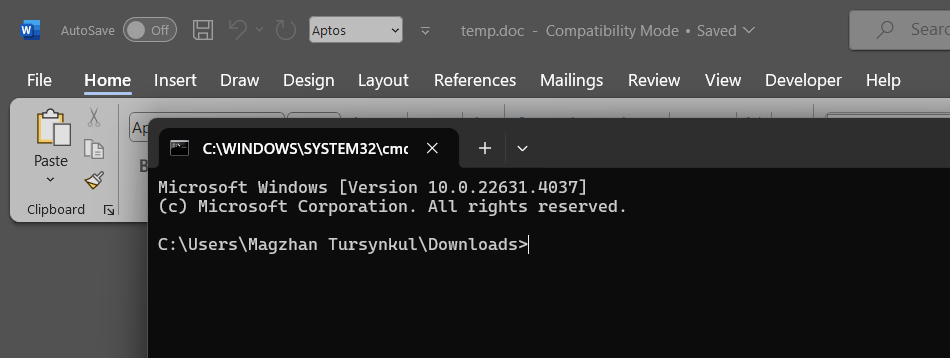 W AutoSave Off Aptos temp.doc - Compatibility Mode • Saved Searc
File Home Insert Draw Design Layout References Mailings Review View Developer Help
Paste
Ap
B
Clipboard
C:\WINDOWS\SYSTEM32\cmc
Microsoft Windows [Version 10.0.22631.4037]
(c) Microsoft Corporation. All rights reserved.
C:\Users\Magzhan Tursynkul\Downloads>